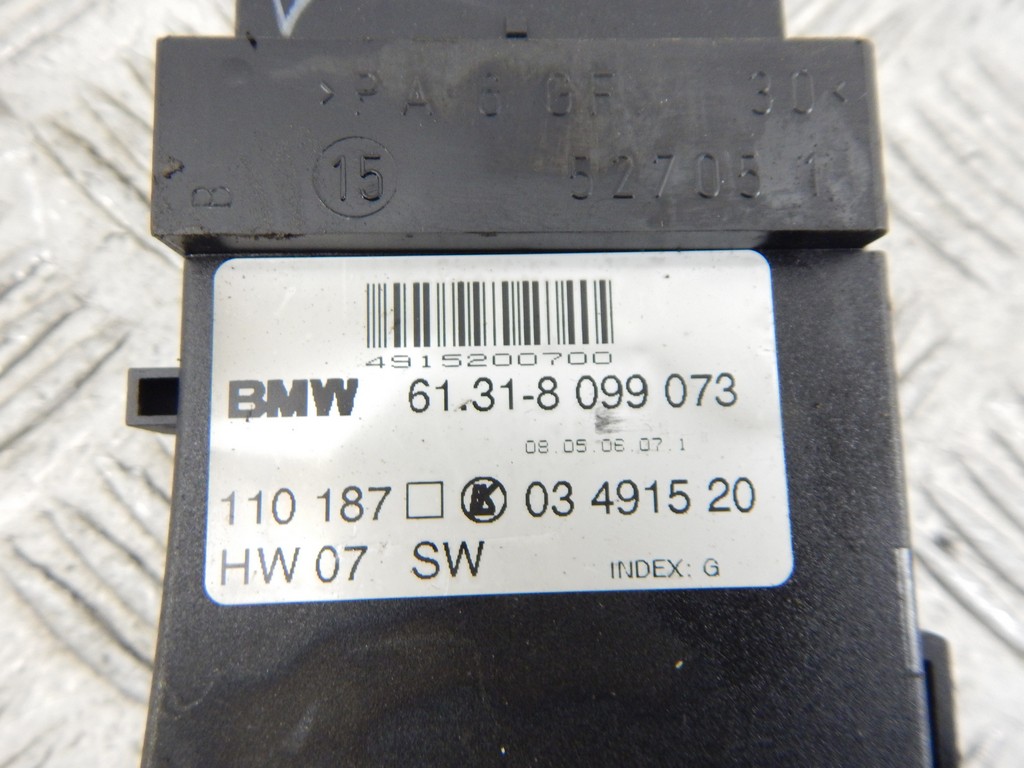 >PA 6 GF 30<
B 15 52705 1
4915200700
BMW 61.31-8 099 073
08.05.06.07.1
110 187 □ K 03 4915 20
HW 07 SW
INDEX: G